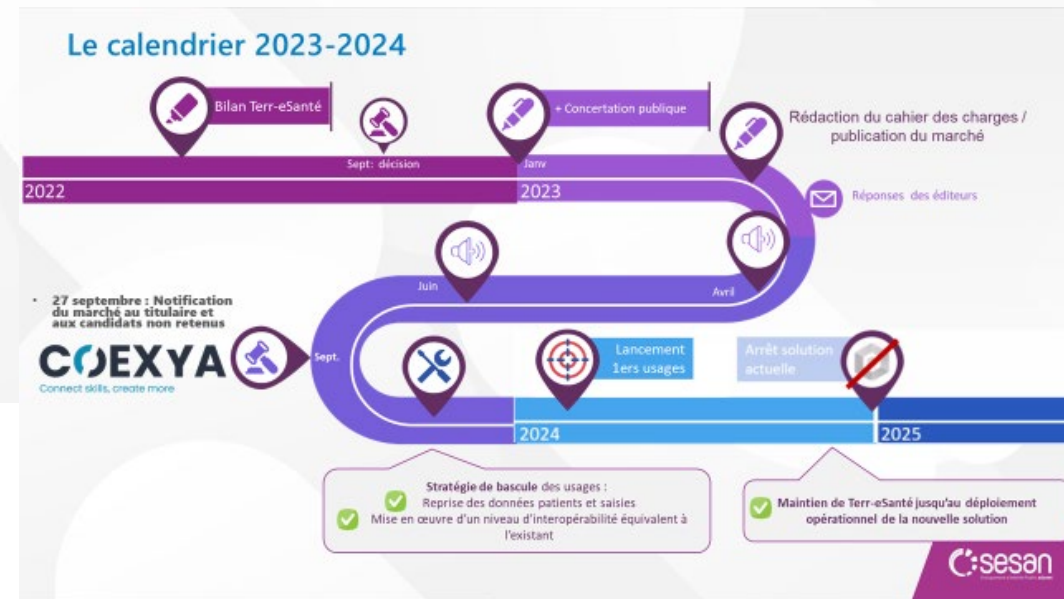 Le calendrier 2023-2024
Bilan Terr-eSanté
Sept: décision
+ Concertation publique
Rédaction du cahier des charges /
publication du marché
Janv
2022
2023
Réponses des éditeurs
Juin
Avril
• 27 septembre : Notification
du marché au titulaire et
aux candidats non retenus
COEXYA
Connect skills, create more
Sept.
Lancement
1ers usages
Arrêt solution
actuelle
2024
2025
Stratégie de bascule des usages :
Reprise des données patients et saisies
Mise en œuvre d'un niveau d'interopérabilité équivalent à
l'existant
Maintien de Terr-eSanté jusqu'au déploiement
opérationnel de la nouvelle solution
sesan